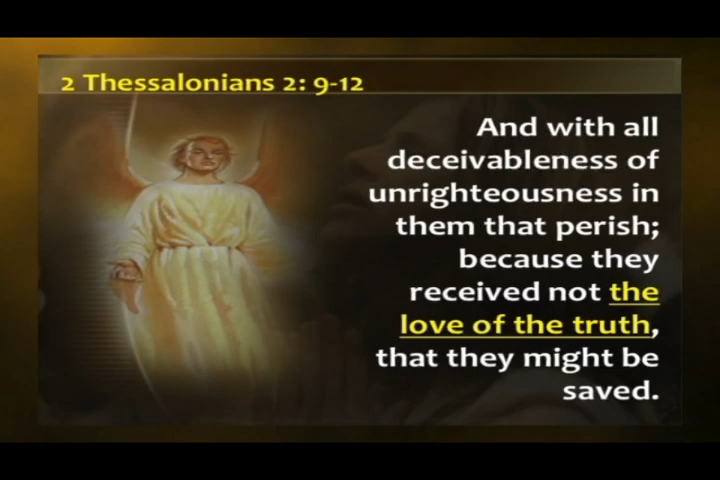 2 Thessalonians 2: 9-12
And with all
deceivableness of
unrighteousness in
them that perish;
because they
received not the
love of the truth,
that they might be
saved.